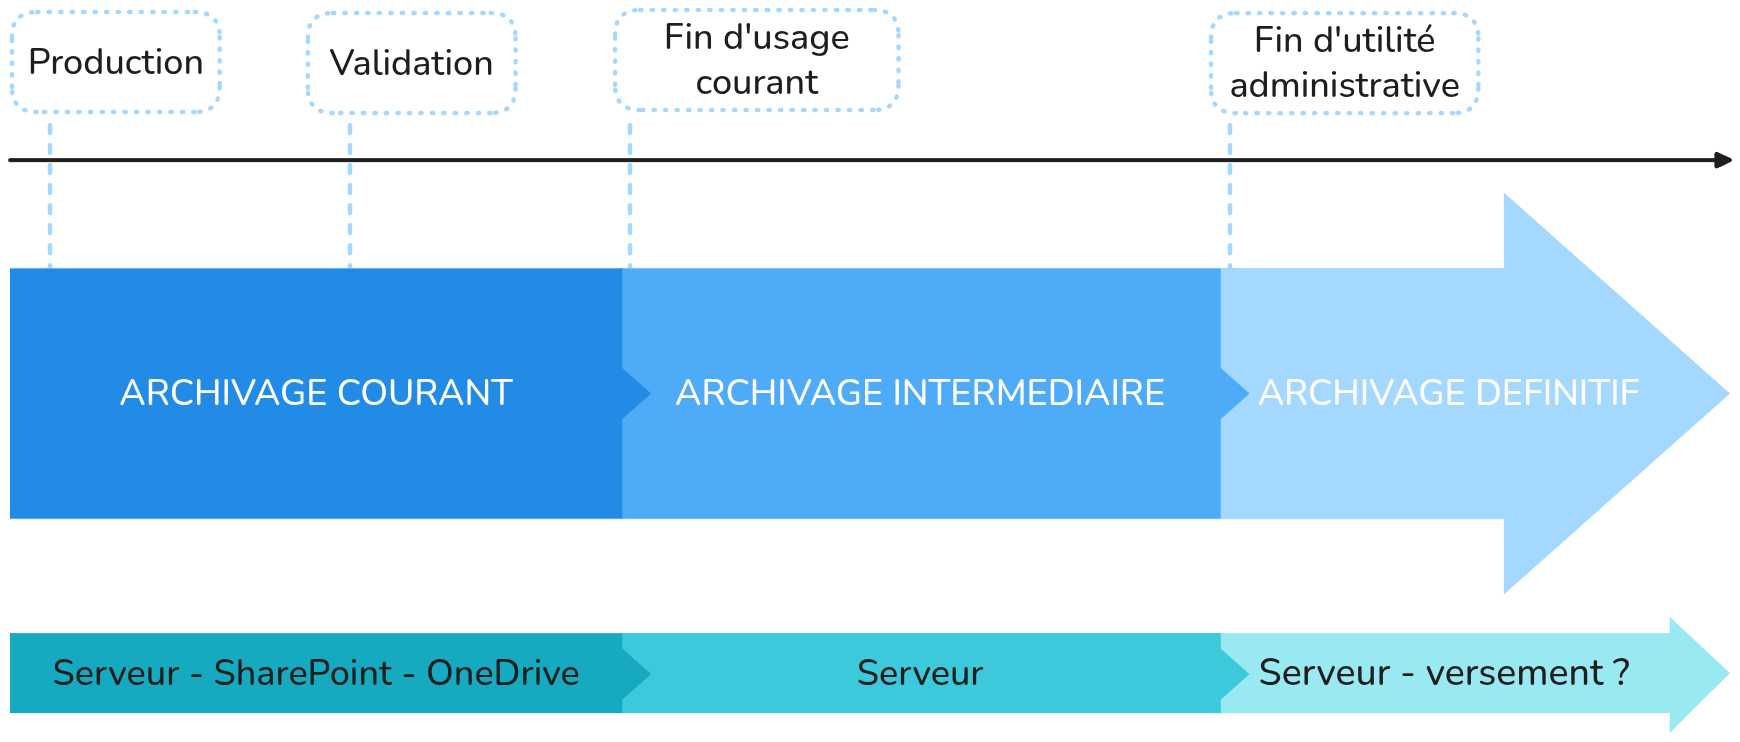 Production
Validation
Fin d'usage
courant
Fin d'utilité
administrative
ARCHIVAGE COURANT
ARCHIVAGE INTERMEDIAIRE
ARCHIVAGE DEFINITIF
Serveur - SharePoint - OneDrive
Serveur
Serveur - versement ?